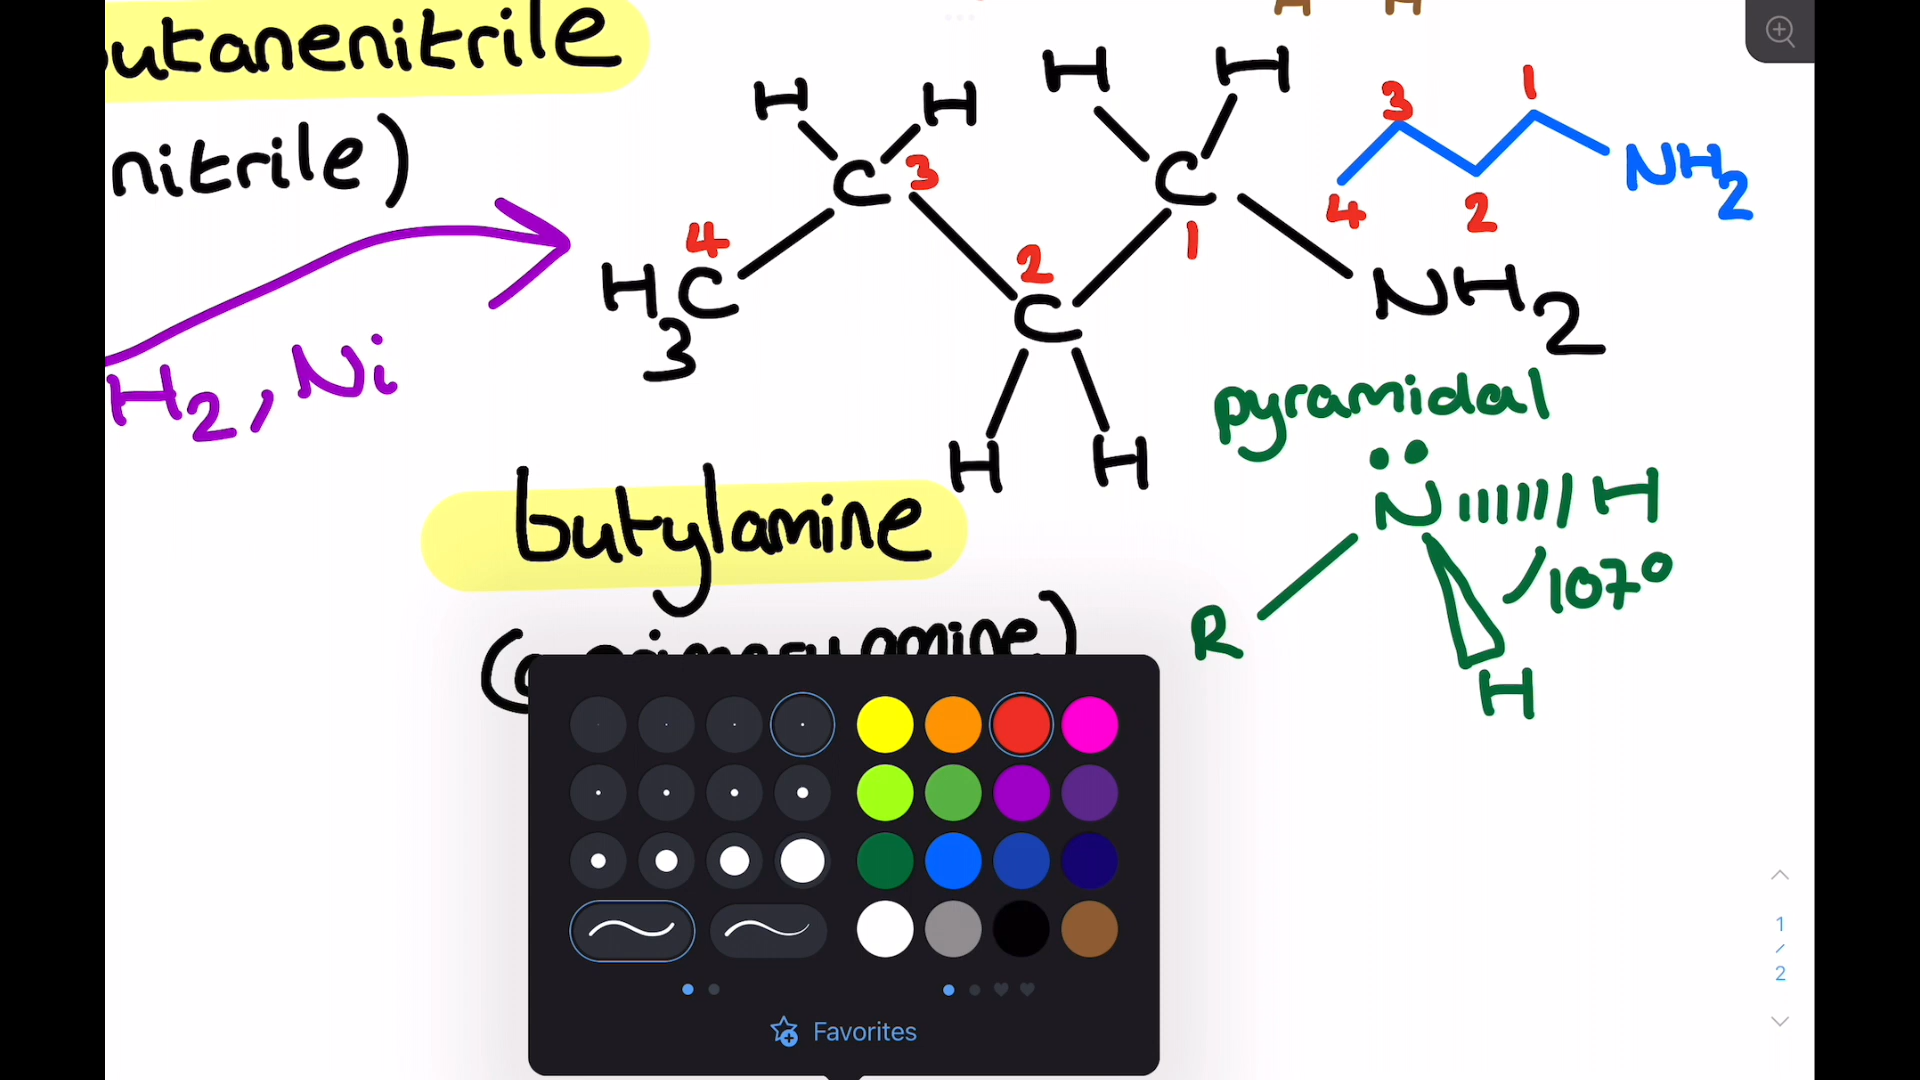 utanenitrile
nitrile)
H2, Ni
H H H H
C 3 C 1
4 H3C
2 C
NH2
H H
3 1
4 2 NH2
butylamine
amine)
pyramidal
N H
107°
R
H
1
/
2
Favorites